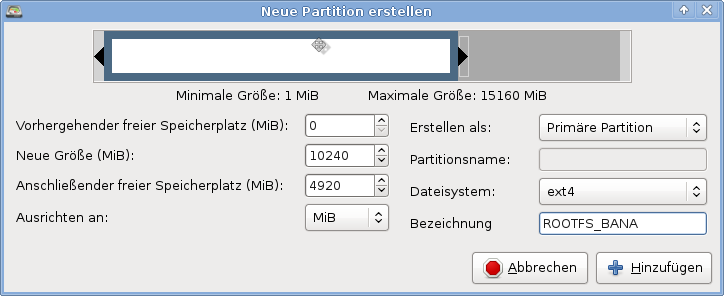 Neue Partition erstellen
Minimale Größe: 1 MiB Maximale Größe: 15160 MiB
Vorhergehender freier Speicherplatz (MiB): 0
Neue Größe (MiB): 10240
Anschließender freier Speicherplatz (MiB): 4920
Ausrichten an: MiB
Erstellen als: Primäre Partition
Partitionsname:
Dateisystem: ext4
Bezeichnung ROOTFS_BANA
Abbrechen Hinzufügen